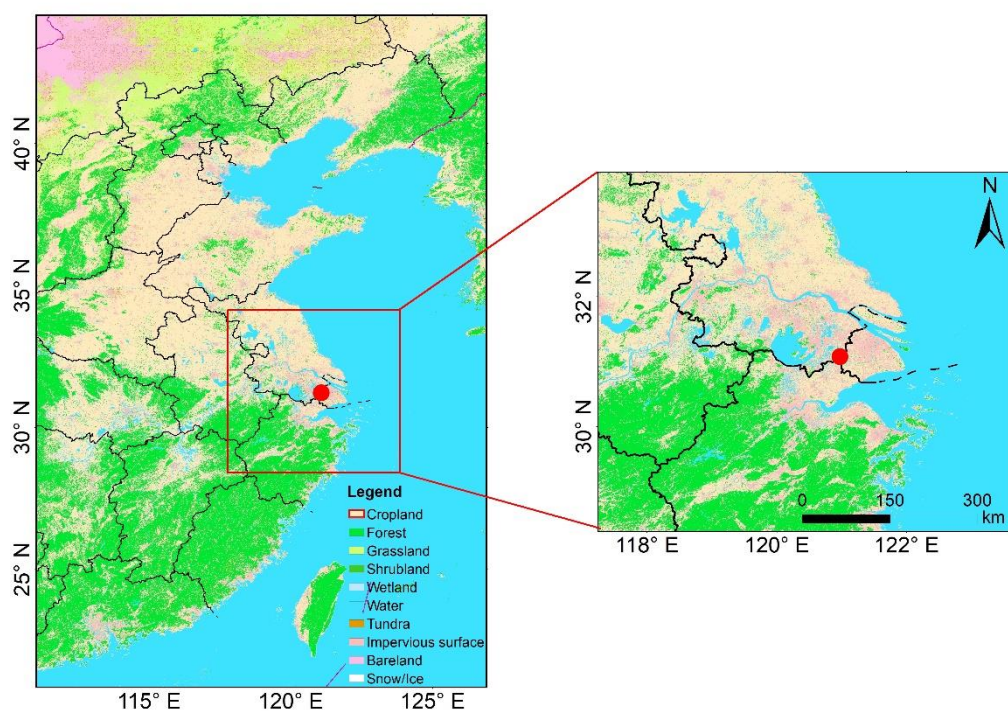 40° N
35° N
30° N
25° N
115° E
120° E
125° E
Legend
Cropland
Forest
Grassland
Shrubland
Wetland
Water
Tundra
Impervious surface
Bareland
Snow/Ice
N
32° N
30° N
0 150 300
km
118° E
120° E
122° E